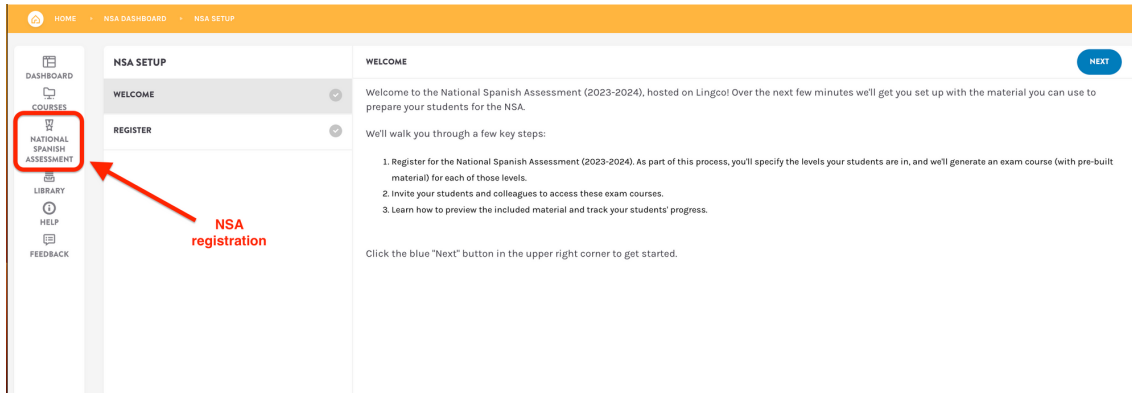 HOME • NSA DASHBOARD • NSA SETUP
DASHBOARD
COURSES
NATIONAL
SPANISH
ASSESSMENT
LIBRARY
HELP
FEEDBACK
NSA SETUP
WELCOME
REGISTER
NSA
registration
WELCOME
NEXT
Welcome to the National Spanish Assessment (2023-2024), hosted on Lingco! Over the next few minutes we'll get you set up with the material you can use to
prepare your students for the NSA.
We'll walk you through a few key steps:
1. Register for the National Spanish Assessment (2023-2024). As part of this process, you'll specify the levels your students are in, and we'll generate an exam course (with pre-built
material) for each of those levels.
2. Invite your students and colleagues to access these exam courses.
3. Learn how to preview the included material and track your students' progress.
Click the blue "Next" button in the upper right corner to get started.